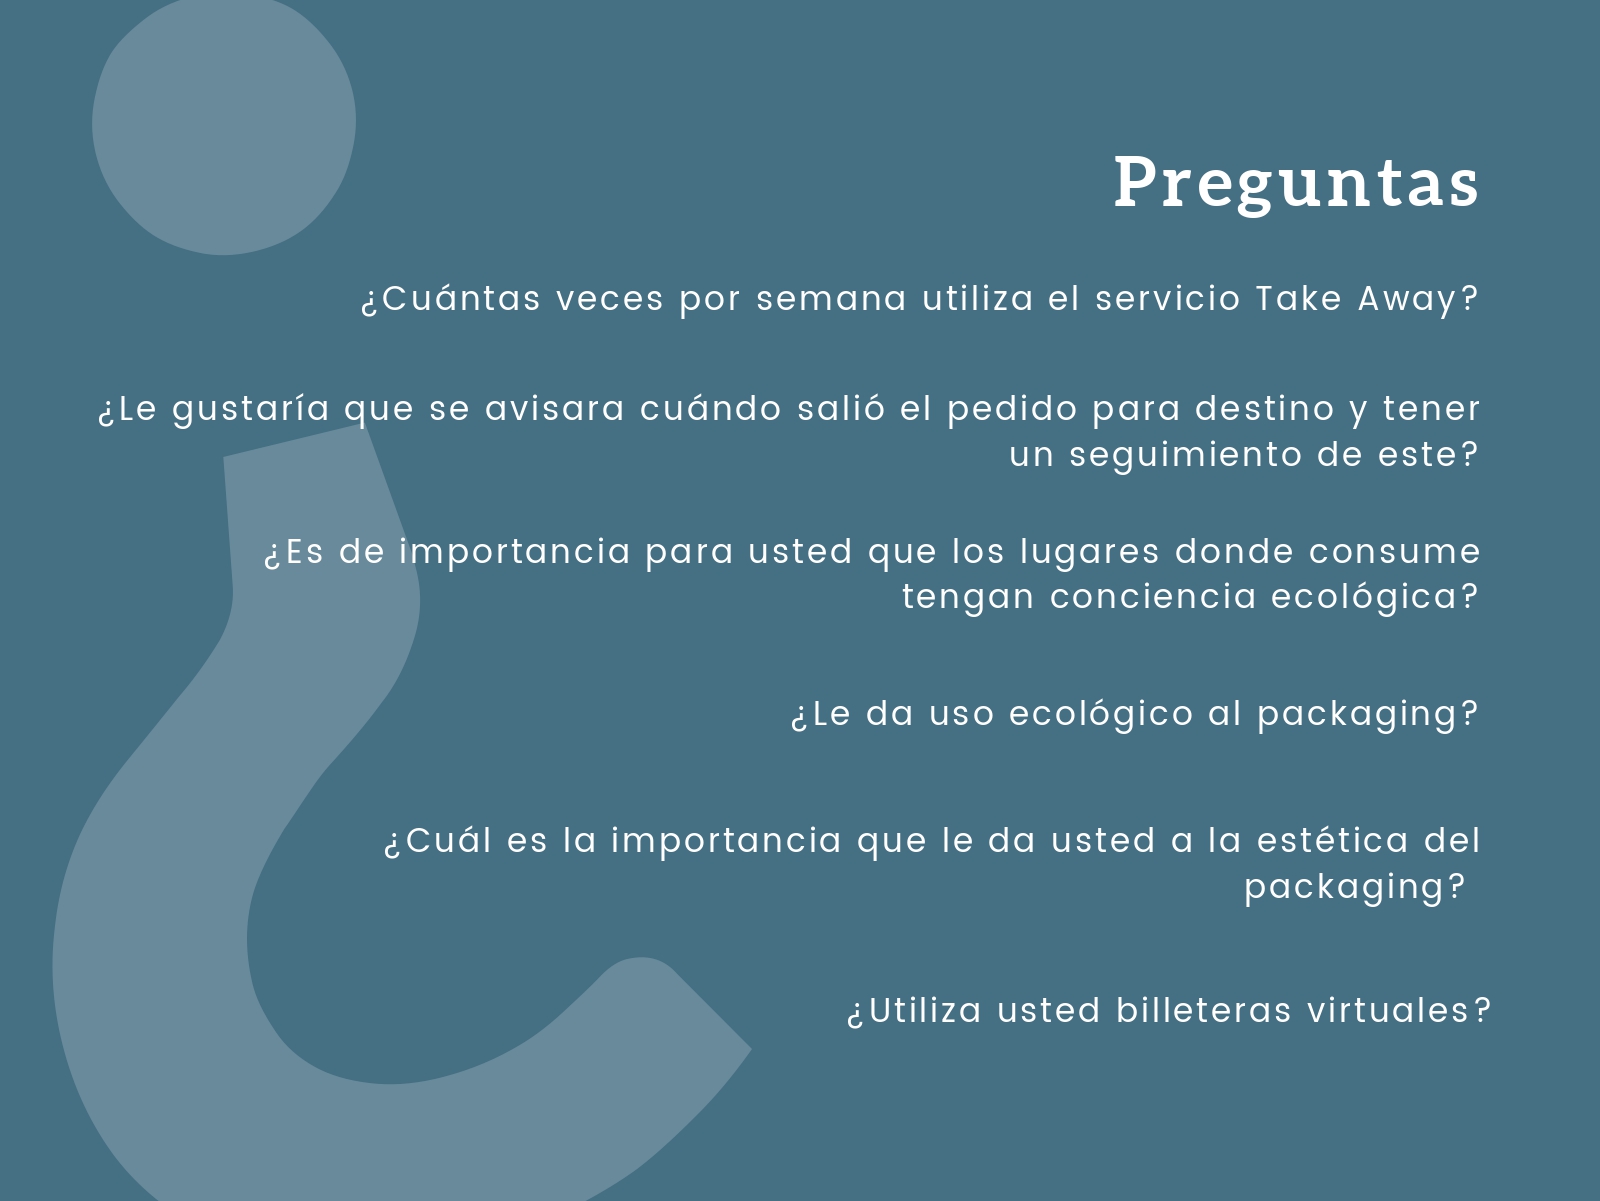 Preguntas
¿Cuántas veces por semana utiliza el servicio Take Away?
¿Le gustaría que se avisara cuándo salió el pedido para destino y tener
un seguimiento de este?
¿Es de importancia para usted que los lugares donde consume
tengan conciencia ecológica?
¿Le da uso ecológico al packaging?
¿Cuál es la importancia que le da usted a la estética del
packaging?
¿Utiliza usted billeteras virtuales?